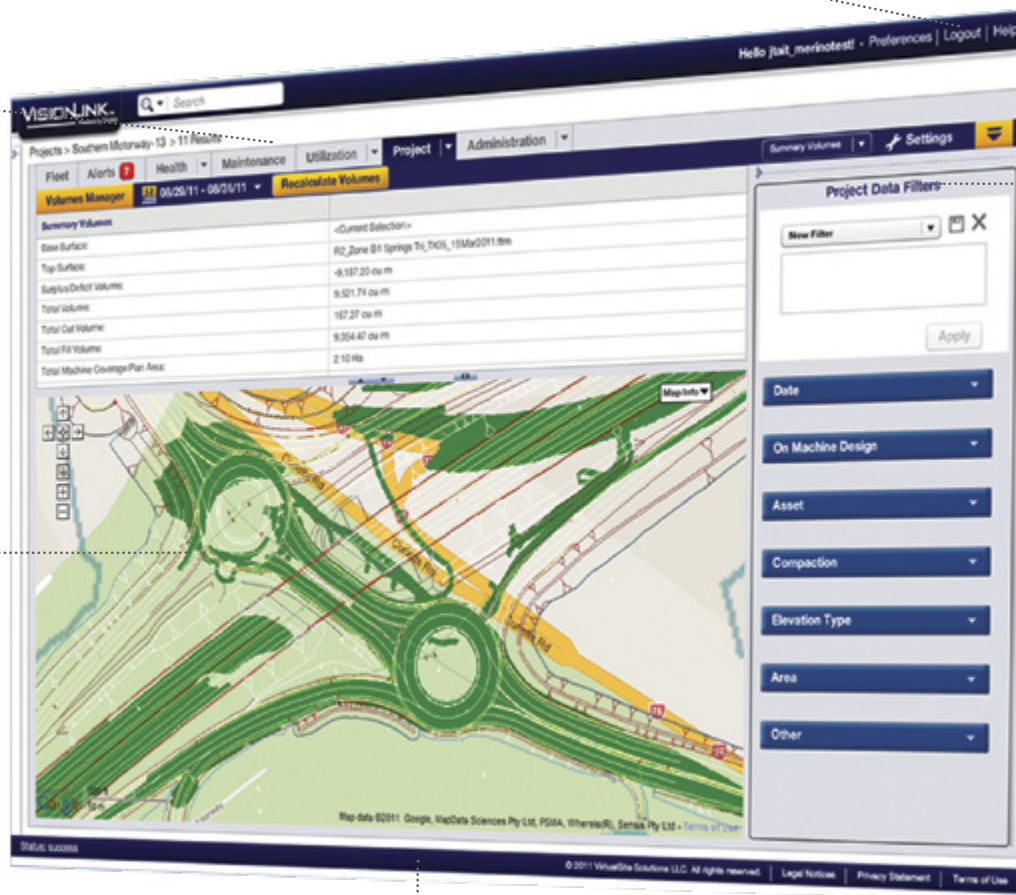 Hello jtait_merinotest! - Preferences | Logout | Help
VISIONLINK
Search
Projects > Southern Motorway-13 > 11 Results
Fleet Alerts 7 Health Maintenance Utilization Project Administration
Summary Volumes Settings
Volumes Manager 08/29/11 - 08/31/11 Recalculate Volumes
Summary Volumes
Base Surface: <Current Selection>
Top Surface: R2_Zone B1 Springs Tri_TK05_15Mar2011.ttm
Surplus/Deficit Volume: -9,187.20 cu m
Total Volume: 9,521.74 cu m
Total Cut Volume: 167.27 cu m
Total Fill Volume: 9,354.47 cu m
Total Machine Coverage Plan Area: 2.10 Ha
Map Info
Map data ©2011 Google, MapData Sciences Pty Ltd, PSMA, Whereis(R), Sensis Pty Ltd - Terms of Use
Project Data Filters
New Filter
Apply
Date
On Machine Design
Asset
Compaction
Elevation Type
Area
Other
Status: success
© 2011 VirtualSite Solutions LLC. All rights reserved. | Legal Notices | Privacy Statement | Terms of Use